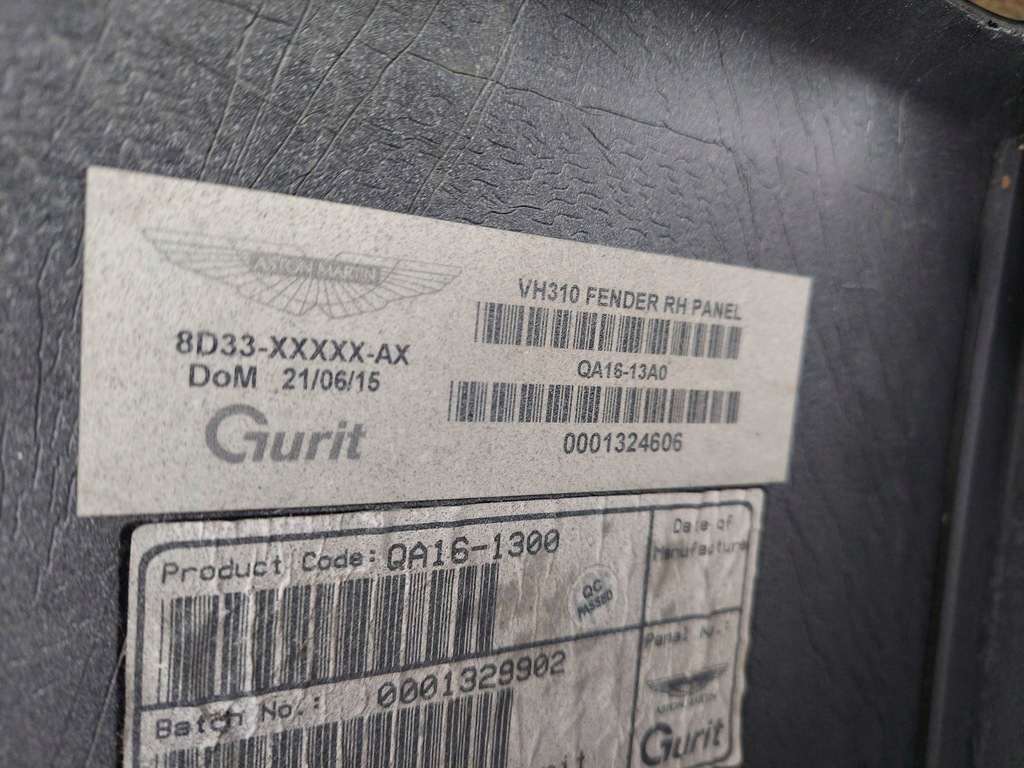 ASTON MARTIN
8D33-XXXXX-AX
DoM 21/06/15
Gurit
VH310 FENDER RH PANEL
QA16-13A0
0001324606
Product Code: QA16-1300
Q.C.
PASSED
Date of
Manufacture
Batch No.: 0001329902
Panel No.:
ASTON MARTIN
Gurit